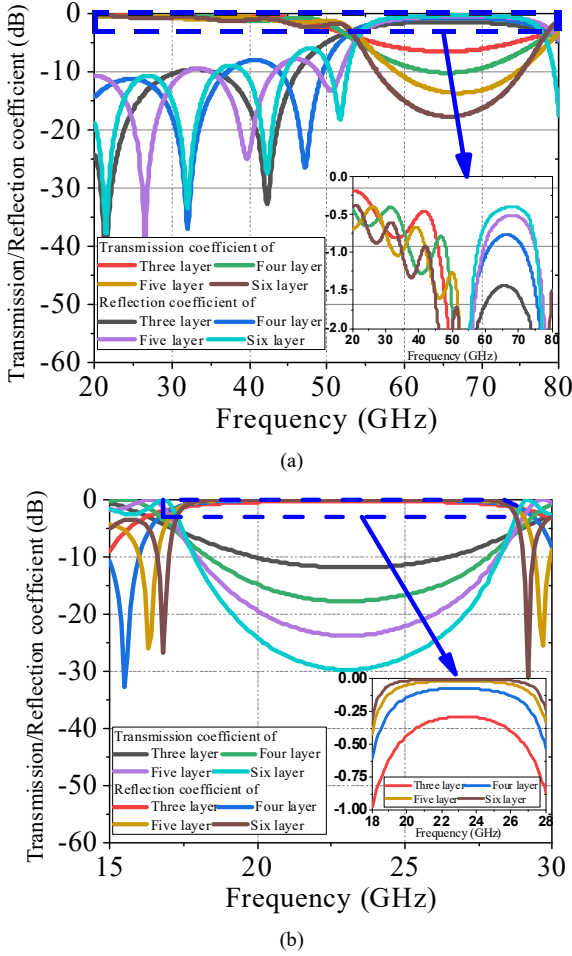 Transmission/Reflection coefficient (dB)
0
-10
-20
-30
-40
-50
-60
Transmission coefficient of
Three layer Four layer
Five layer Six layer
Reflection coefficient of
Three layer Four layer
Five layer Six layer
0.0
-0.5
-1.0
-1.5
-2.0
20 30 40 50 60 70 80
Frequency (GHz)
20 30 40 50 60 70 80
Frequency (GHz)
(a)
Transmission/Reflection coefficient (dB)
0
-10
-20
-30
-40
-50
-60
Transmission coefficient of
Three layer Four layer
Five layer Six layer
Reflection coefficient of
Three layer Four layer
Five layer Six layer
0.00
-0.25
-0.50
-0.75
-1.00
Three layer Four layer
Five layer Six layer
18 20 22 24 26 28
Frequency (GHz)
15 20 25 30
Frequency (GHz)
(b)